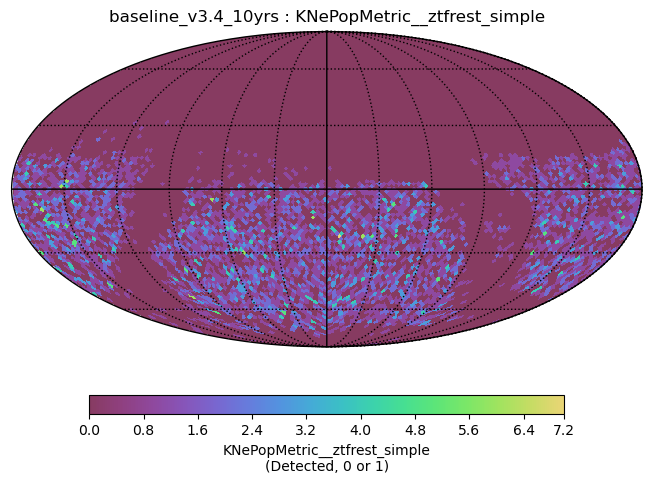 baseline_v3.4_10yrs : KNePopMetric__ztfrest_simple
0.0 0.8 1.6 2.4 3.2 4.0 4.8 5.6 6.4 7.2
KNePopMetric__ztfrest_simple
(Detected, 0 or 1)